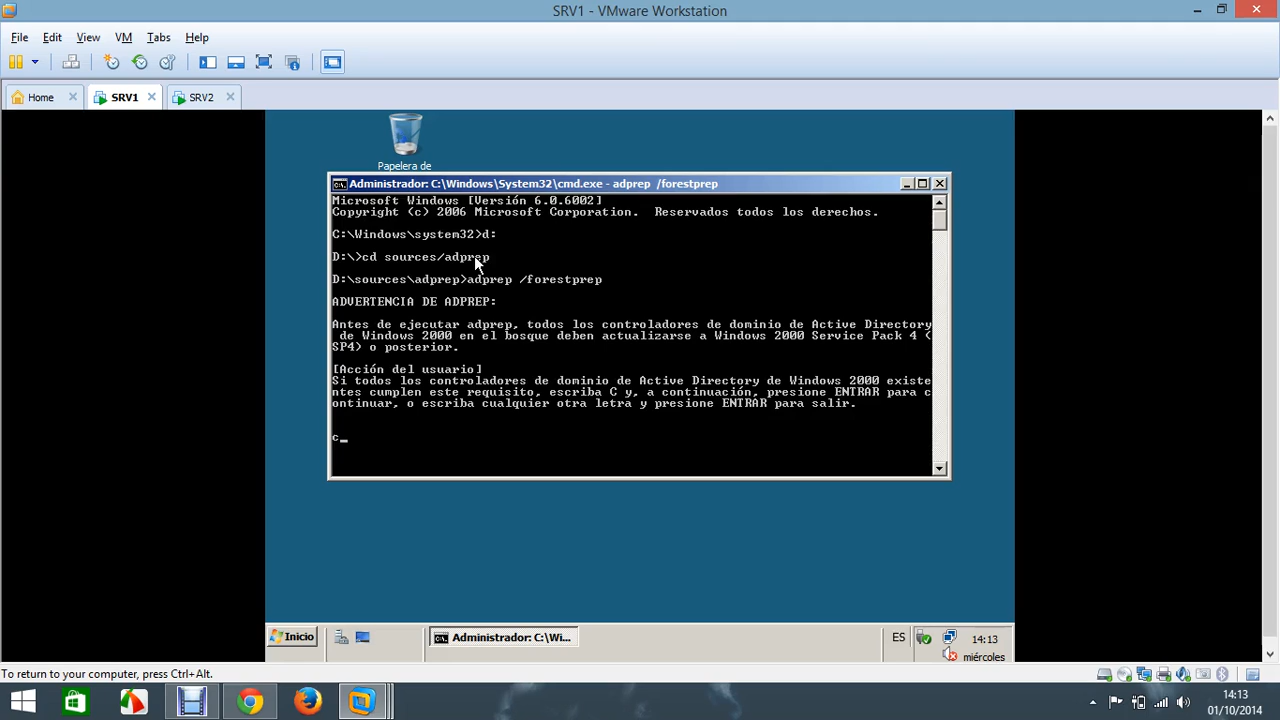 SRV1 - VMware Workstation
File Edit View VM Tabs Help
Home SRV1 SRV2
Papelera de
Administrador: C:\Windows\System32\cmd.exe - adprep /forestprep
Microsoft Windows [Versión 6.0.6002]
Copyright (c) 2006 Microsoft Corporation. Reservados todos los derechos.
C:\Windows\system32>d:
D:\>cd sources/adprep
D:\sources\adprep>adprep /forestprep
ADVERTENCIA DE ADPREP:
Antes de ejecutar adprep, todos los controladores de dominio de Active Directory
de Windows 2000 en el bosque deben actualizarse a Windows 2000 Service Pack 4 (
SP4) o posterior.
[Acción del usuario]
Si todos los controladores de dominio de Active Directory de Windows 2000 existe
ntes cumplen este requisito, escriba C y, a continuación, presione ENTRAR para c
ontinuar, o escriba cualquier otra letra y presione ENTRAR para salir.
c_
Inicio Administrador: C:\Wi... ES 14:13
miércoles
To return to your computer, press Ctrl+Alt.
14:13
01/10/2014